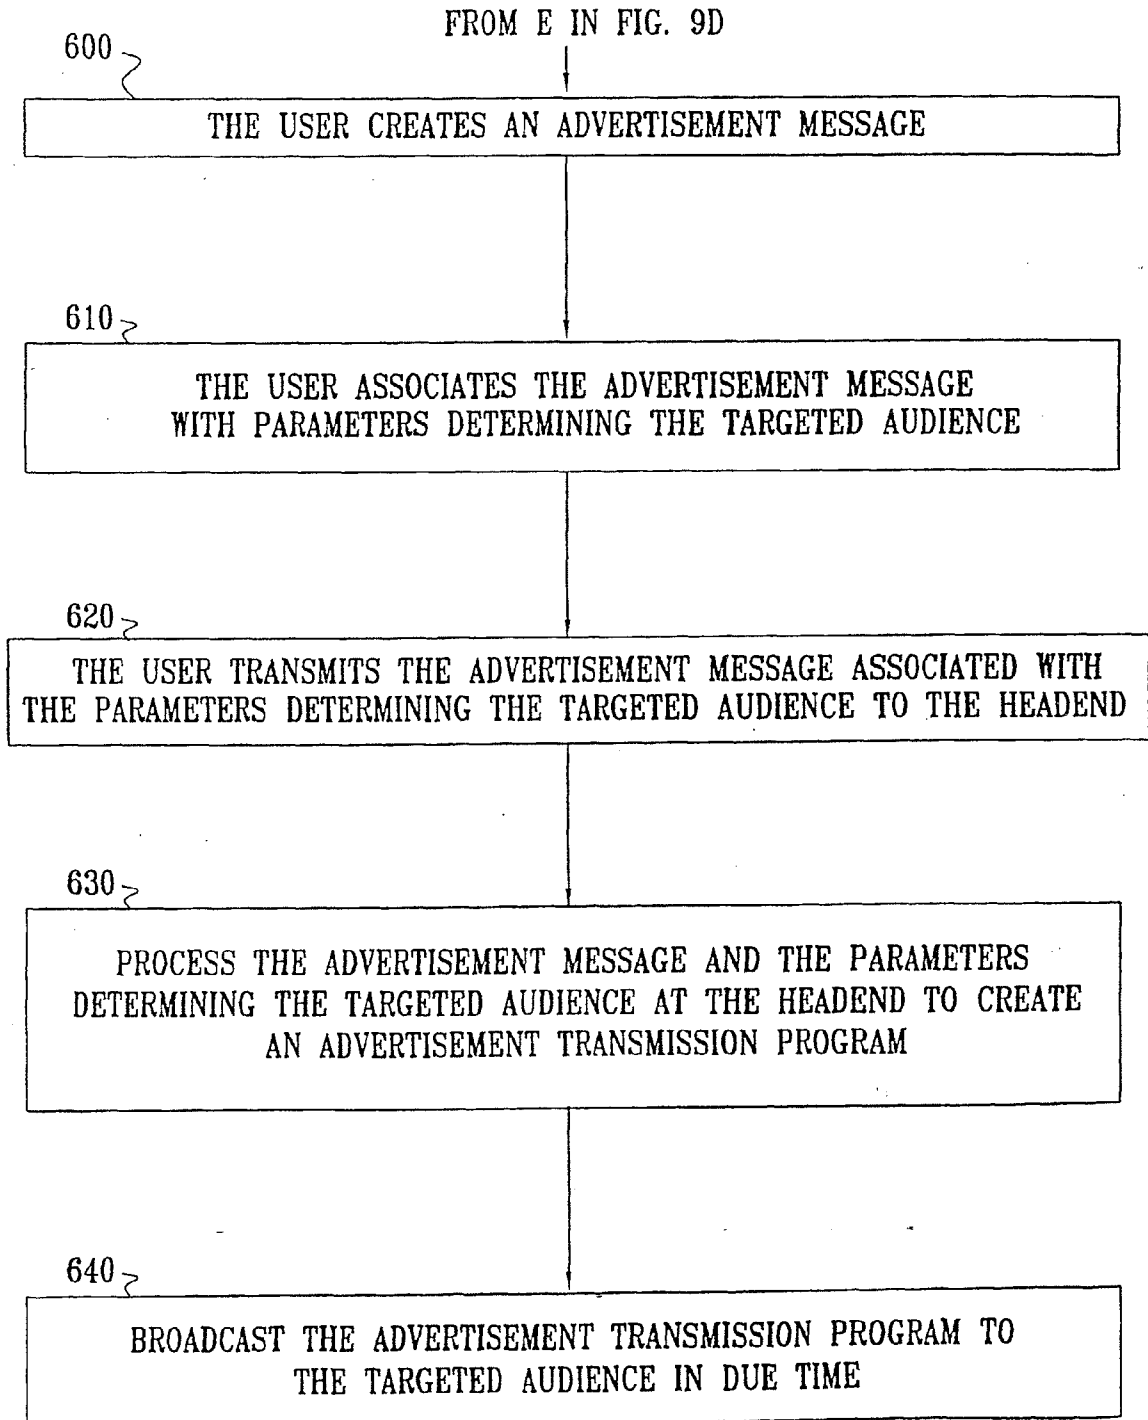 FROM E IN FIG. 9D
600
THE USER CREATES AN ADVERTISEMENT MESSAGE
610
THE USER ASSOCIATES THE ADVERTISEMENT MESSAGE
WITH PARAMETERS DETERMINING THE TARGETED AUDIENCE
620
THE USER TRANSMITS THE ADVERTISEMENT MESSAGE ASSOCIATED WITH
THE PARAMETERS DETERMINING THE TARGETED AUDIENCE TO THE HEADEND
630
PROCESS THE ADVERTISEMENT MESSAGE AND THE PARAMETERS
DETERMINING THE TARGETED AUDIENCE AT THE HEADEND TO CREATE
AN ADVERTISEMENT TRANSMISSION PROGRAM
640
BROADCAST THE ADVERTISEMENT TRANSMISSION PROGRAM TO
THE TARGETED AUDIENCE IN DUE TIME